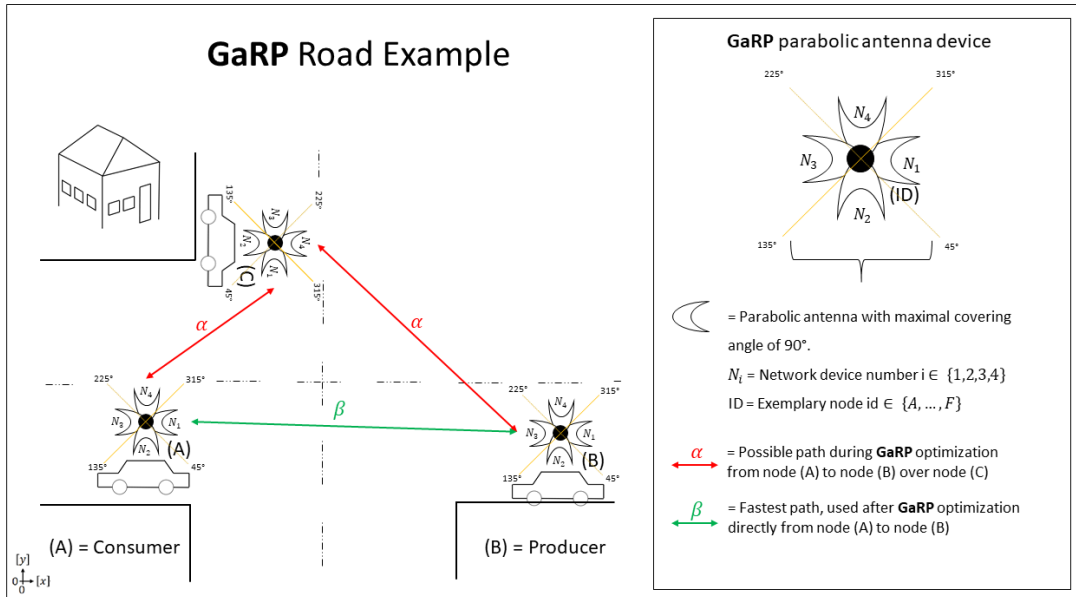 GaRP Road Example
135°
225°
N₃
N₂
N₄
N₁
(C)
45°
315°
α
α
225°
315°
N₄
N₃
N₁
N₂
(A)
135°
45°
β
225°
315°
N₄
N₃
N₁
N₂
(B)
135°
45°
(A) = Consumer
(B) = Producer
[y]
0
[x]
0
GaRP parabolic antenna device
225°
315°
N₄
N₃
N₁
(ID)
N₂
135°
45°
= Parabolic antenna with maximal covering
angle of 90°.
Nᵢ = Network device number i ∈ {1,2,3,4}
ID = Exemplary node id ∈ {A, … , F}
α = Possible path during GaRP optimization
from node (A) to node (B) over node (C)
β = Fastest path, used after GaRP optimization
directly from node (A) to node (B)